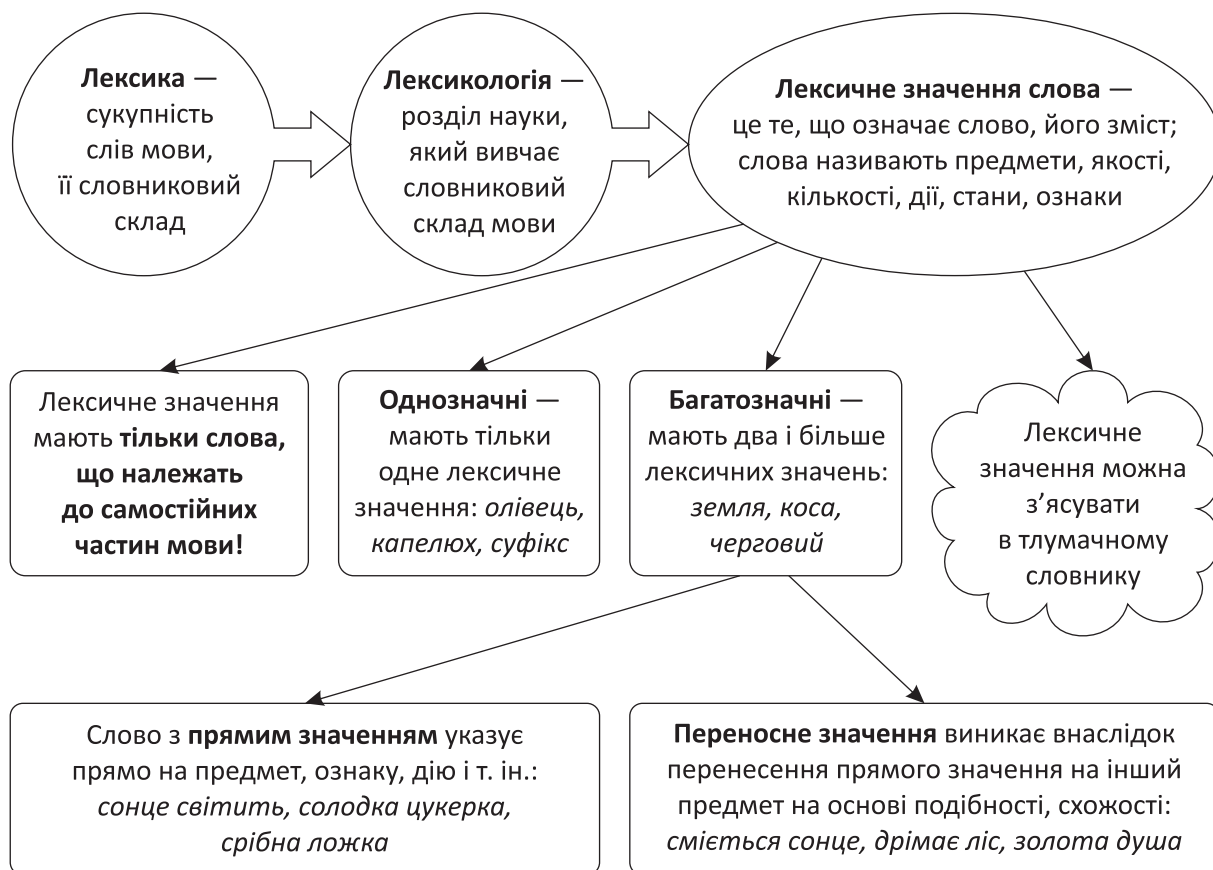 Лексика —
сукупність
слів мови,
її словниковий
склад
Лексикологія —
розділ науки,
який вивчає
словниковий
склад мови
Лексичне значення слова —
це те, що означає слово, його зміст;
слова називають предмети, якості,
кількості, дії, стани, ознаки
Лексичне значення
мають тільки слова,
що належать
до самостійних
частин мови!
Однозначні —
мають тільки
одне лексичне
значення: олівець,
капелюх, суфікс
Багатозначні —
мають два і більше
лексичних значень:
земля, коса,
черговий
Лексичне
значення можна
з’ясувати
в тлумачному
словнику
Слово з прямим значенням указує
прямо на предмет, ознаку, дію і т. ін.:
сонце світить, солодка цукерка,
срібна ложка
Переносне значення виникає внаслідок
перенесення прямого значення на інший
предмет на основі подібності, схожості:
сміється сонце, дрімає ліс, золота душа